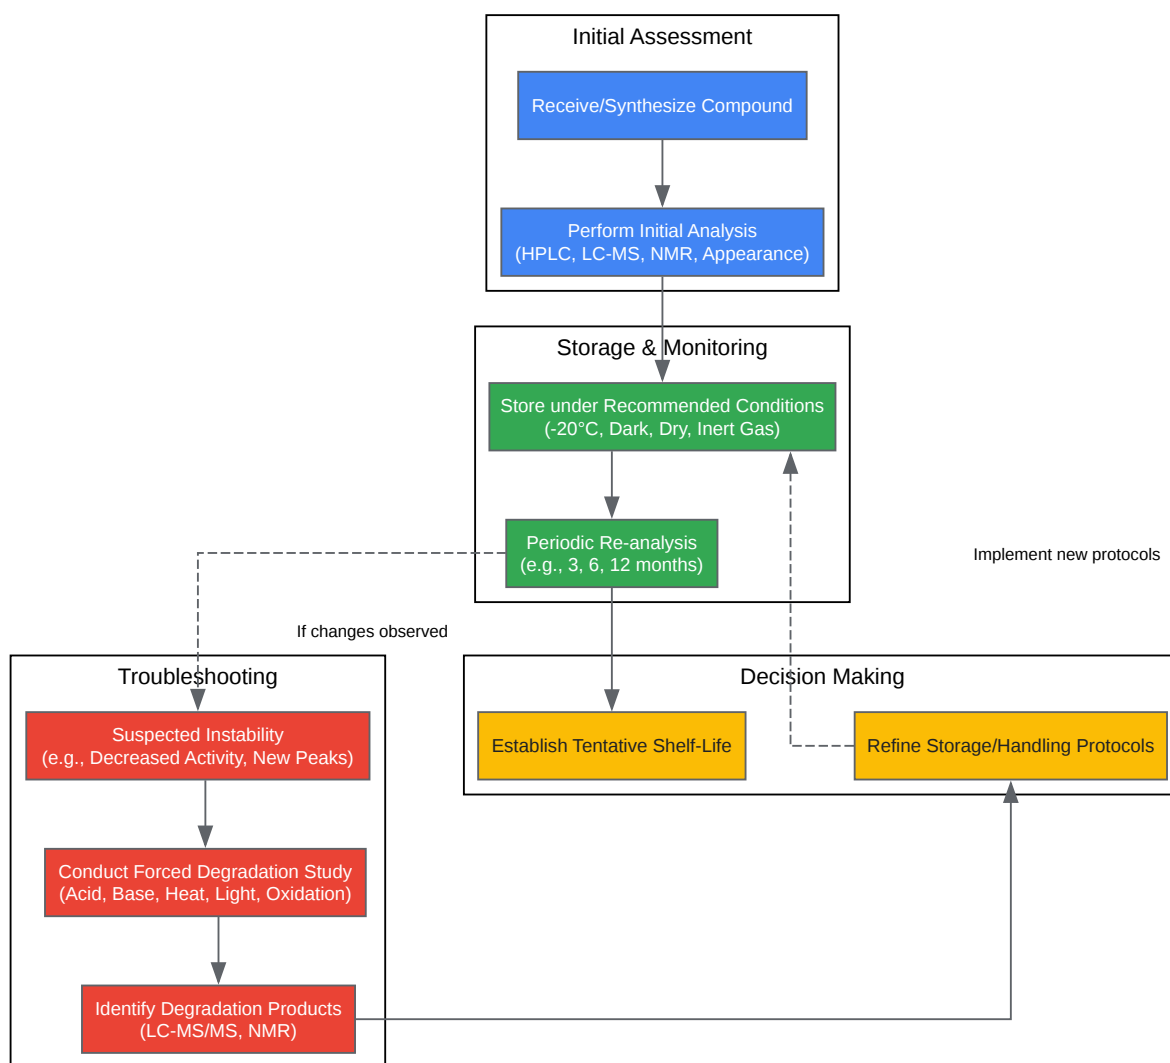 Initial Assessment
Receive/Synthesize Compound
Perform Initial Analysis
(HPLC, LC-MS, NMR, Appearance)
Storage & Monitoring
Store under Recommended Conditions
(-20°C, Dark, Dry, Inert Gas)
Periodic Re-analysis
(e.g., 3, 6, 12 months)
Implement new protocols
If changes observed
Troubleshooting
Suspected Instability
(e.g., Decreased Activity, New Peaks)
Conduct Forced Degradation Study
(Acid, Base, Heat, Light, Oxidation)
Identify Degradation Products
(LC-MS/MS, NMR)
Decision Making
Establish Tentative Shelf-Life
Refine Storage/Handling Protocols